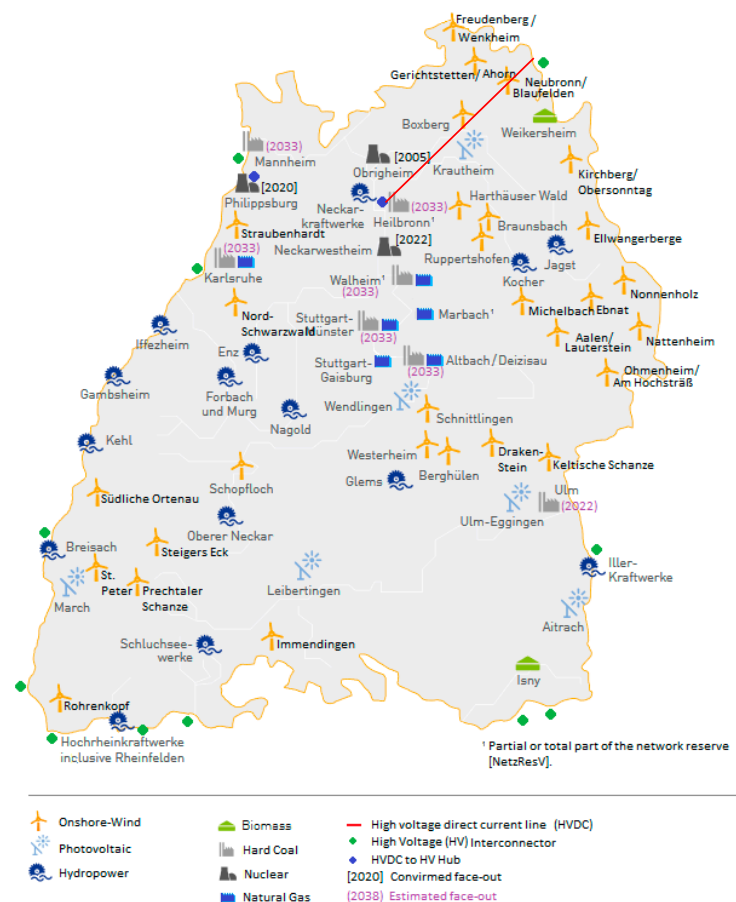 Freudenberg /
Wenkheim
Gerichtstetten/ Ahorn
Neubronn/
Blaufelden
Boxberg
Weikersheim
(2033)
Mannheim
[2005]
Obrigheim
Krautheim
Kirchberg/
Obersonntag
[2020]
Philippsburg
Neckar-
kraftwerke
(2033)
Heilbronn¹
Harthäuser Wald
Straubenhardt
Braunsbach
Ellwangerberge
[2022]
Neckarwestheim
Ruppertshofen
Jagst
(2033)
Karlsruhe
Walheim¹
(2033)
Kocher
Nonnenholz
Nord-
Schwarzwald
Marbach¹
Michelbach
Ebnat
Stuttgart-
Münster
(2033)
Aalen/
Lauterstein
Nattenheim
Iffezheim
Enz
Stuttgart-
Gaisburg
Altbach/Deizisau
(2033)
Ohmenheim/
Am Hochsträß
Gambsheim
Forbach
und Murg
Wendlingen
Nagold
Schnittlingen
Kehl
Westerheim
Draken-
Stein
Berghülen
Keltische Schanze
Schopfloch
Glems
Südliche Ortenau
Ulm
(2022)
Ulm-Eggingen
Oberer Neckar
Breisach
Steigers Eck
Iller-
Kraftwerke
St.
Peter
Prechtaler
Schanze
March
Leibertingen
Aitrach
Schluchsee-
werke
Immendingen
Isny
Rohrenkopf
Hochrheinkraftwerke
inclusive Rheinfelden
¹ Partial or total part of the network reserve
[NetzResV].
Onshore-Wind
Photovoltaic
Hydropower
Biomass
Hard Coal
Nuclear
Natural Gas
High voltage direct current line (HVDC)
High Voltage (HV) Interconnector
HVDC to HV Hub
[2020] Convirmed face-out
(2038) Estimated face-out